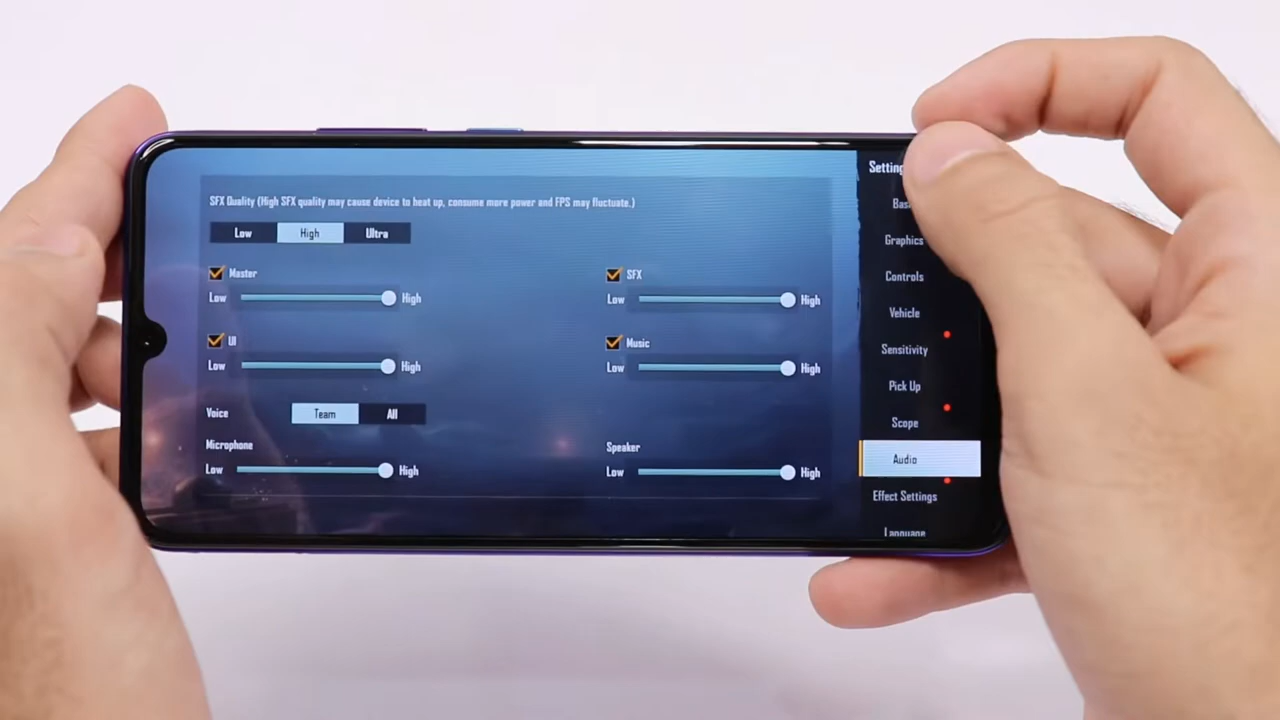 SFX Quality (High SFX quality may cause device to heat up, consume more power and FPS may fluctuate.)
Low High Ultra
Master
Low High
SFX
Low High
UI
Low High
Music
Low High
Voice Team All
Microphone
Low High
Speaker
Low High
Graphics
Controls
Vehicle
Sensitivity
Pick Up
Scope
Audio
Effect Settings
Language